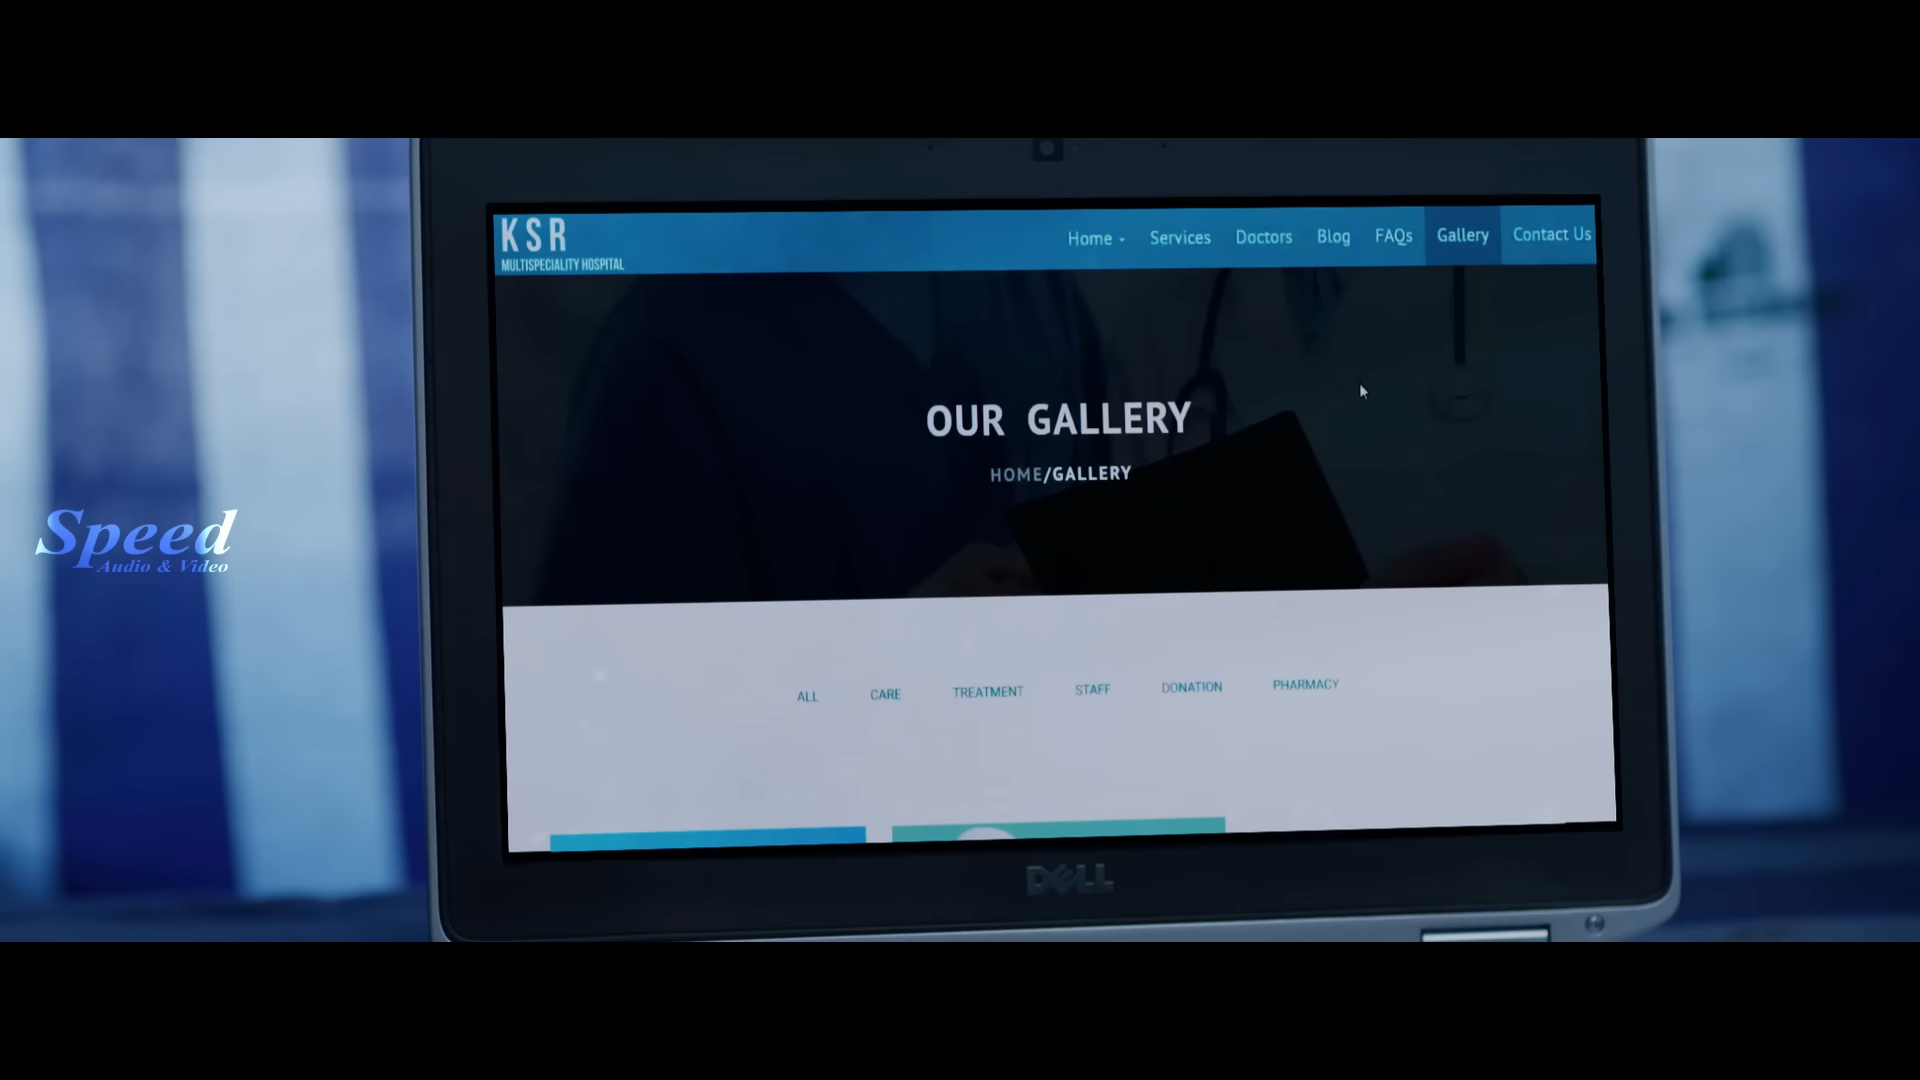 KSR
MULTISPECIALITY HOSPITAL
Home Services Doctors Blog FAQs Gallery Contact Us
OUR GALLERY
HOME/GALLERY
Speed
Audio & Video
ALL CARE TREATMENT STAFF DONATION PHARMACY
DELL